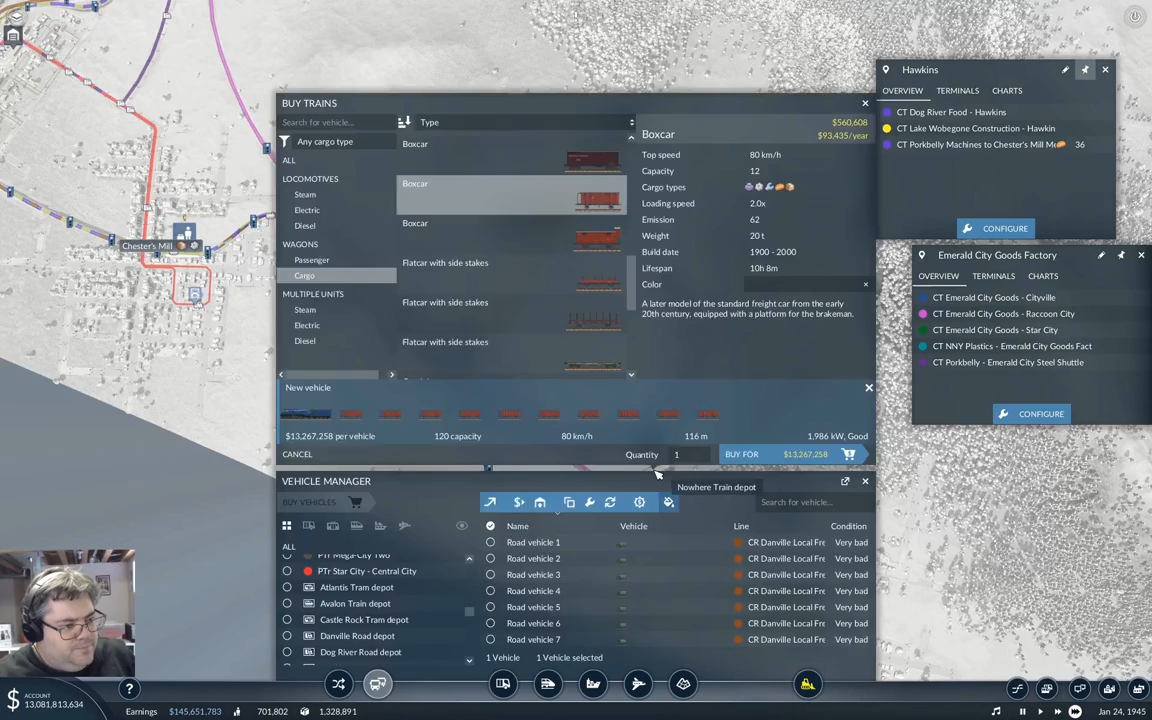 BUY TRAINS
Search for vehicle...
Type
Any cargo type
ALL
LOCOMOTIVES
Steam
Electric
Diesel
WAGONS
Passenger
Cargo
MULTIPLE UNITS
Steam
Electric
Diesel
Boxcar
Boxcar
Boxcar
Flatcar with side stakes
Flatcar with side stakes
Flatcar with side stakes
$560,608
Boxcar
$93,435/year
Top speed 80 km/h
Capacity 12
Cargo types
Loading speed 2.0x
Emission 62
Weight 20 t
Build date 1900 - 2000
Lifespan 10h 8m
Color
A later model of the standard freight car from the early
20th century, equipped with a platform for the brakeman.
New vehicle
$13,267,258 per vehicle 120 capacity 80 km/h 116 m 1,986 kW, Good
CANCEL Quantity 1 BUY FOR $13,267,258
Nowhere Train depot
VEHICLE MANAGER
BUY VEHICLES
Search for vehicle...
ALL
PTr Mega-City Two
PTr Star City - Central City
Atlantis Tram depot
Avalon Train depot
Castle Rock Tram depot
Danville Road depot
Dog River Road depot
Name Vehicle Line Condition
Road vehicle 1 CR Danville Local Fre Very bad
Road vehicle 2 CR Danville Local Fre Very bad
Road vehicle 3 CR Danville Local Fre Very bad
Road vehicle 4 CR Danville Local Fre Very bad
Road vehicle 5 CR Danville Local Fre Very bad
Road vehicle 6 CR Danville Local Fre Very bad
Road vehicle 7 CR Danville Local Fre Very bad
1 Vehicle 1 Vehicle selected
Chester's Mill
Hawkins
OVERVIEW TERMINALS CHARTS
CT Dog River Food - Hawkins
CT Lake Wobegone Construction - Hawkin
CT Porkbelly Machines to Chester's Mill Me 36
CONFIGURE
Emerald City Goods Factory
OVERVIEW TERMINALS CHARTS
CT Emerald City Goods - Cityville
CT Emerald City Goods - Raccoon City
CT Emerald City Goods - Star City
CT NNY Plastics - Emerald City Goods Fact
CT Porkbelly - Emerald City Steel Shuttle
CONFIGURE
$ ACCOUNT
13,081,813,634
?
Earnings $145,651,783 701,802 1,328,891
Jan 24, 1945